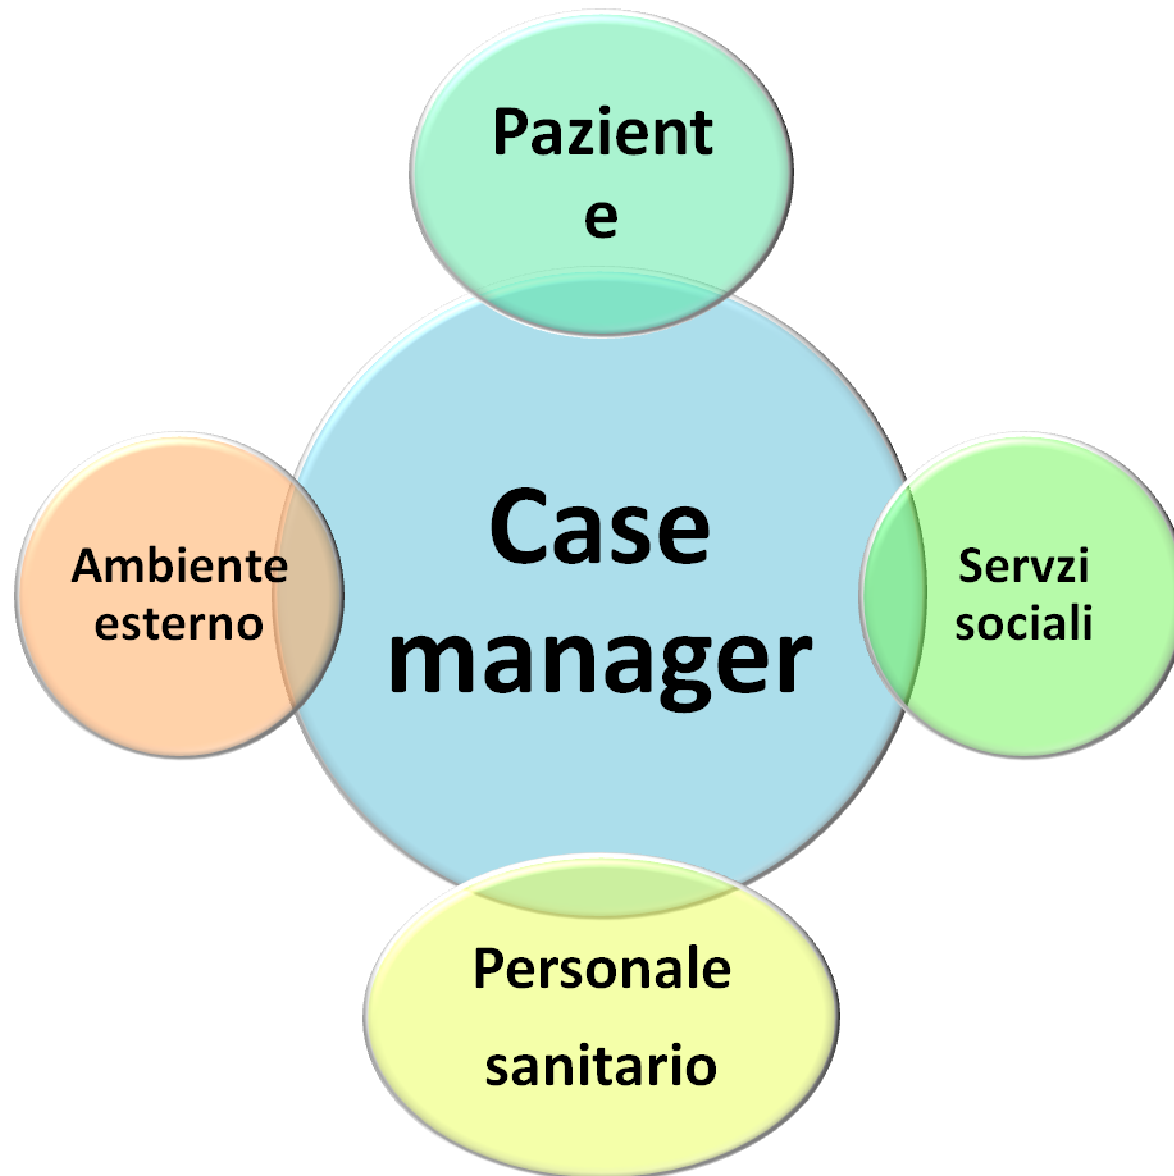 Pazient
e
Case
manager
Ambiente
esterno
Servzi
sociali
Personale
sanitario